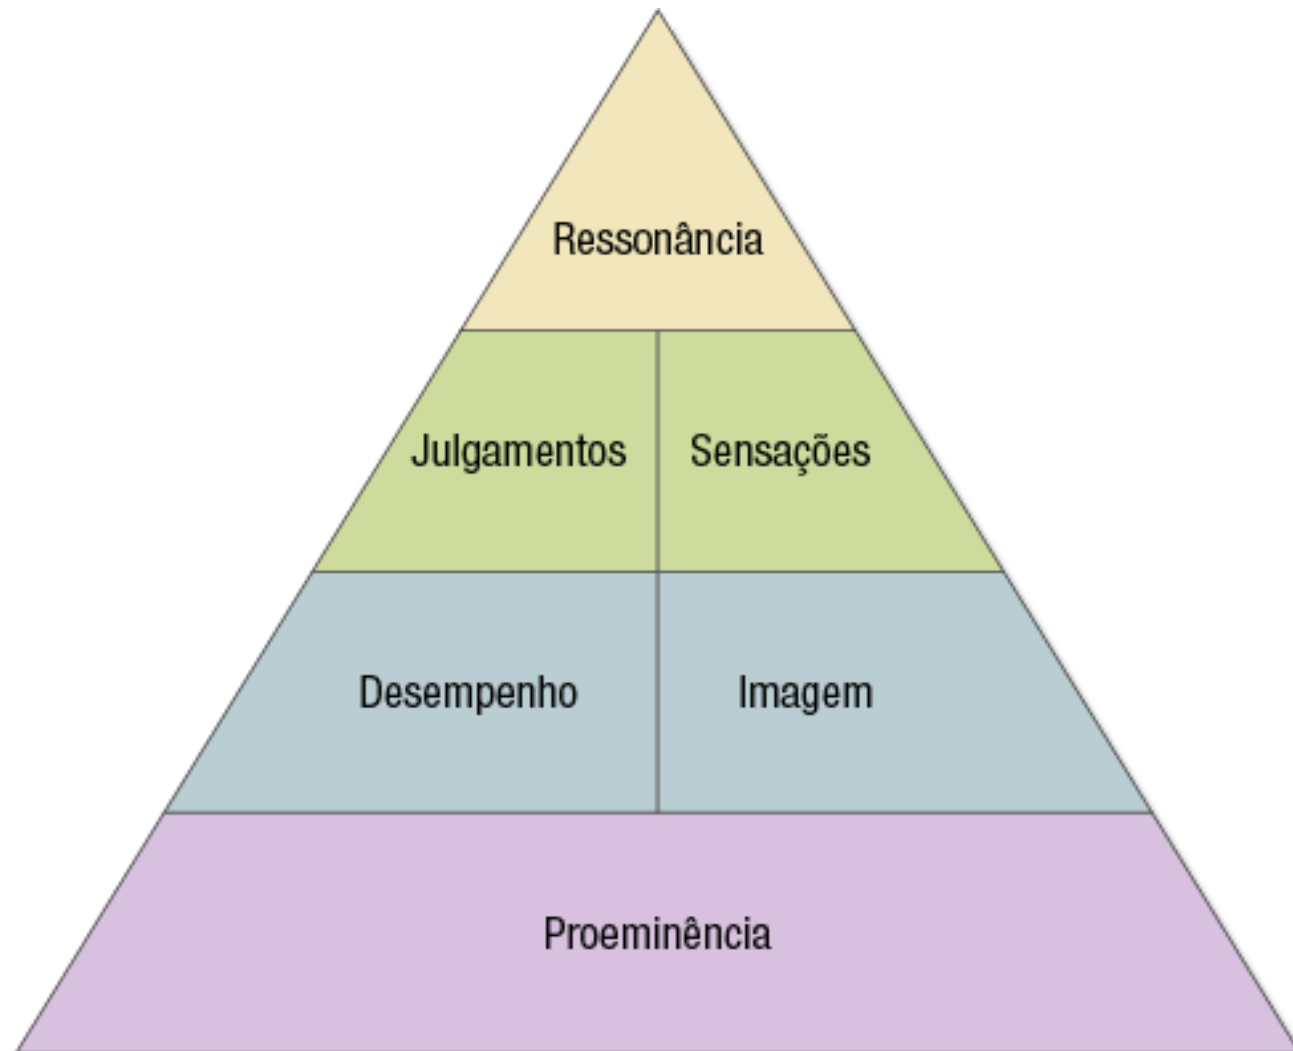 Ressonância
Julgamentos
Sensações
Desempenho
Imagem
Proeminência